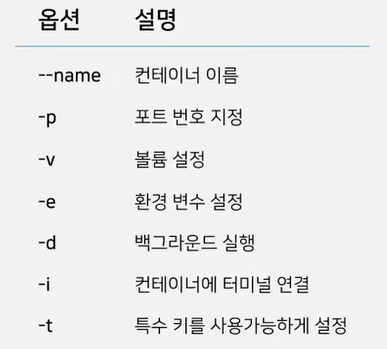 옵션 설명
--name 컨테이너 이름
-p 포트 번호 지정
-v 볼륨 설정
-e 환경 변수 설정
-d 백그라운드 실행
-i 컨테이너에 터미널 연결
-t 특수 키를 사용가능하게 설정